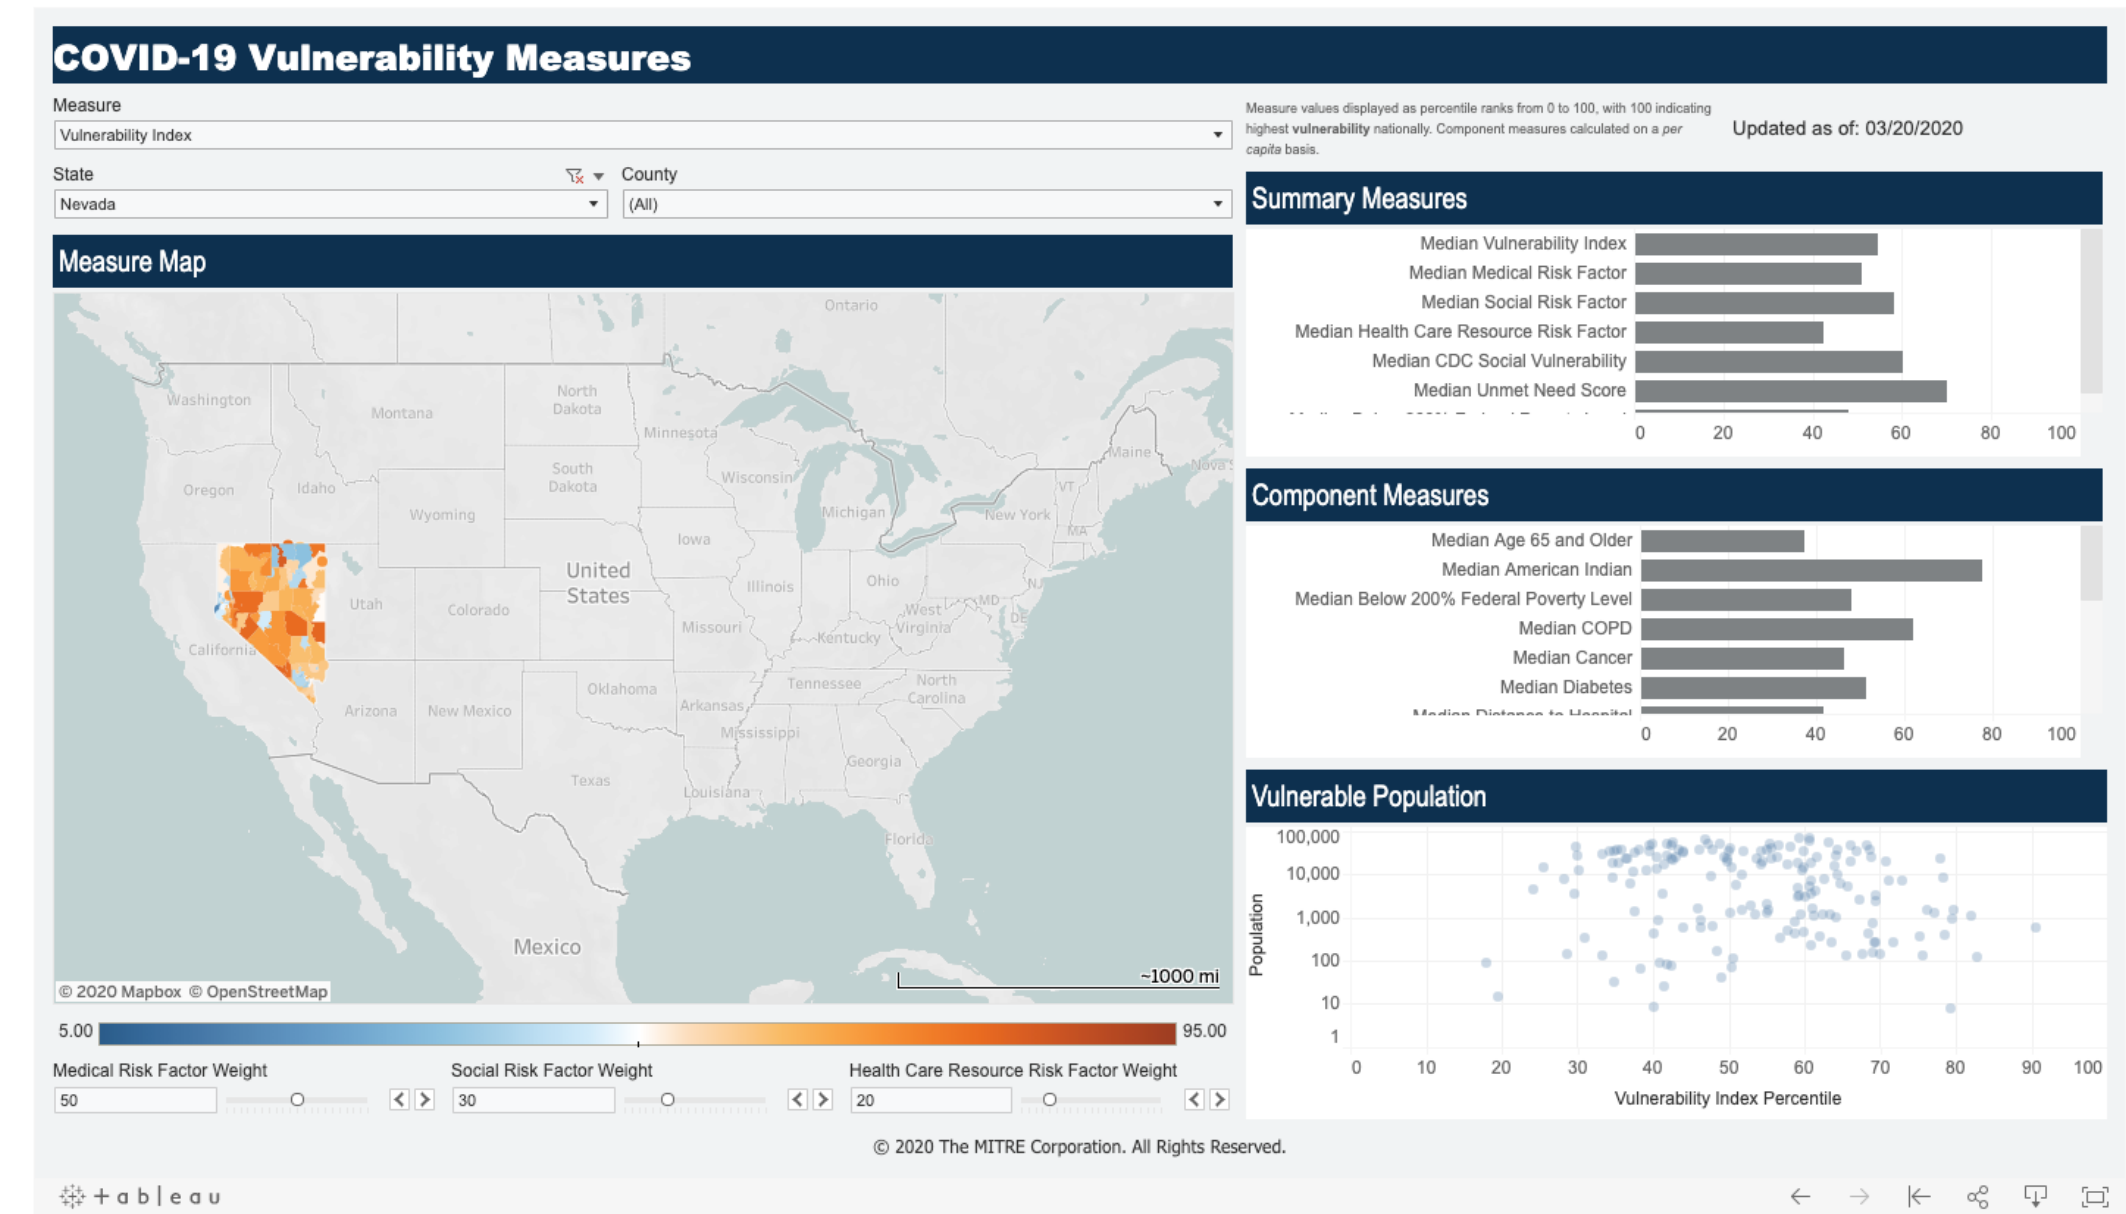 COVID-19 Vulnerability Measures
Measure
Vulnerability Index
State
Nevada
County
(All)
Measure values displayed as percentile ranks from 0 to 100, with 100 indicating
highest vulnerability nationally. Component measures calculated on a per
capita basis.
Updated as of: 03/20/2020
Measure Map
Ontario
Washington
Montana
North
Dakota
Minnesota
Maine
Nova
Oregon
Idaho
South
Dakota
Wisconsin
VT
Wyoming
Michigan
New York
MA
Iowa
United
States
Illinois
Ohio
NJ
Utah
Colorado
West
Virginia
MD
DE
Missouri
Kentucky
California
Tennessee
North
Carolina
Oklahoma
Arkansas
Arizona
New Mexico
Mississippi
Georgia
Texas
Louisiana
Florida
Mexico
~1000 mi
© 2020 Mapbox © OpenStreetMap
5.00
95.00
Medical Risk Factor Weight
50
Social Risk Factor Weight
30
Health Care Resource Risk Factor Weight
20
Summary Measures
Median Vulnerability Index
Median Medical Risk Factor
Median Social Risk Factor
Median Health Care Resource Risk Factor
Median CDC Social Vulnerability
Median Unmet Need Score
0 20 40 60 80 100
Component Measures
Median Age 65 and Older
Median American Indian
Median Below 200% Federal Poverty Level
Median COPD
Median Cancer
Median Diabetes
Median Distance to Hospital
0 20 40 60 80 100
Vulnerable Population
100,000
10,000
1,000
100
10
1
Population
0 10 20 30 40 50 60 70 80 90 100
Vulnerability Index Percentile
© 2020 The MITRE Corporation. All Rights Reserved.
+ a b l e a u